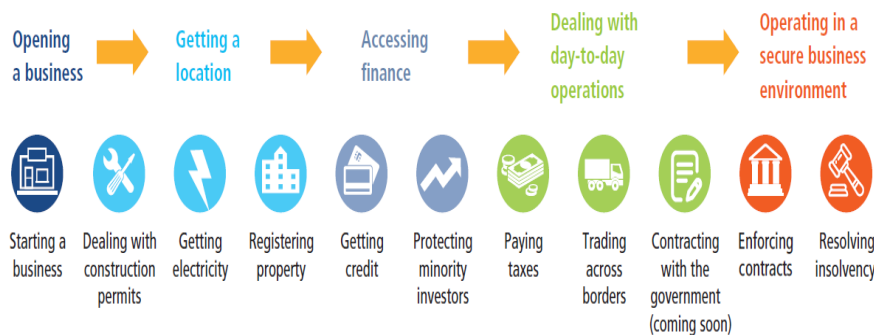 Opening
a business
Getting a
location
Accessing
finance
Dealing with
day-to-day
operations
Operating in a
secure business
environment
Starting a
business
Dealing with
construction
permits
Getting
electricity
Registering
property
Getting
credit
Protecting
minority
investors
Paying
taxes
Trading
across
borders
Contracting
with the
government
(coming soon)
Enforcing
contracts
Resolving
insolvency